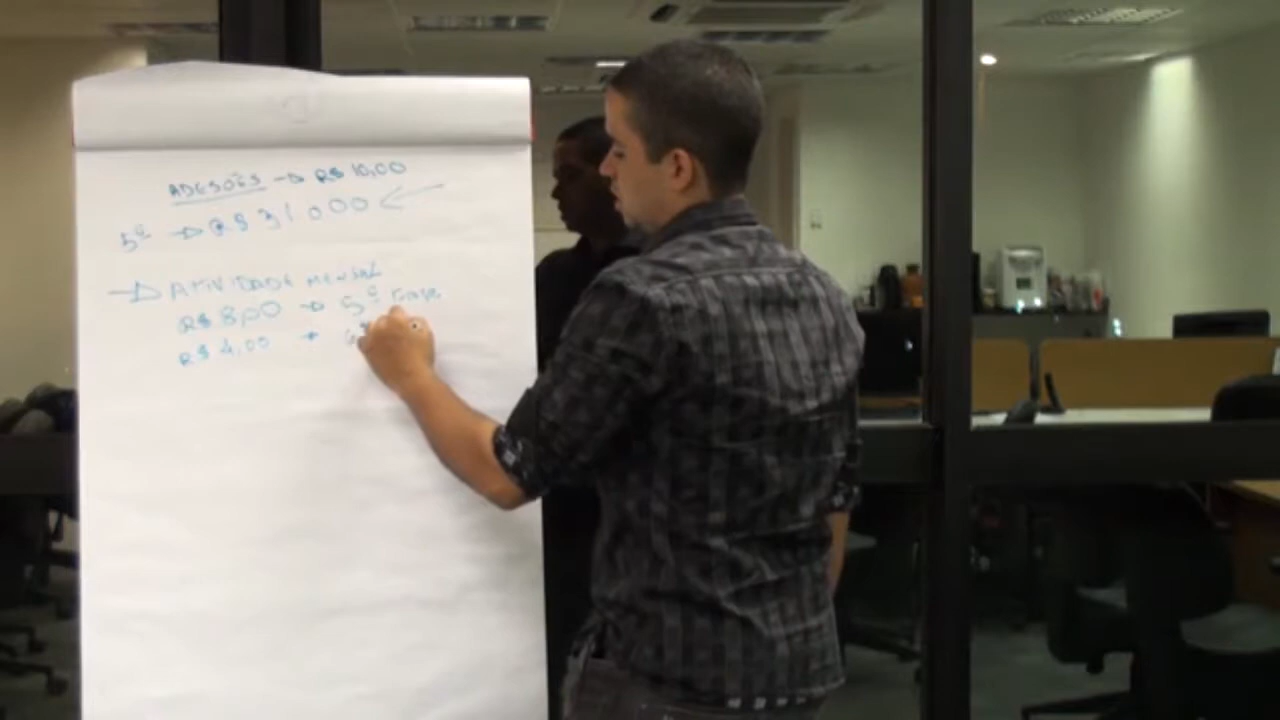 ADESÕES → R$ 10,00
5º → R$ 31 000 ←
→ ATIVIDADE MENSAL
R$ 8,00 → 5º
R$ 4,00 →